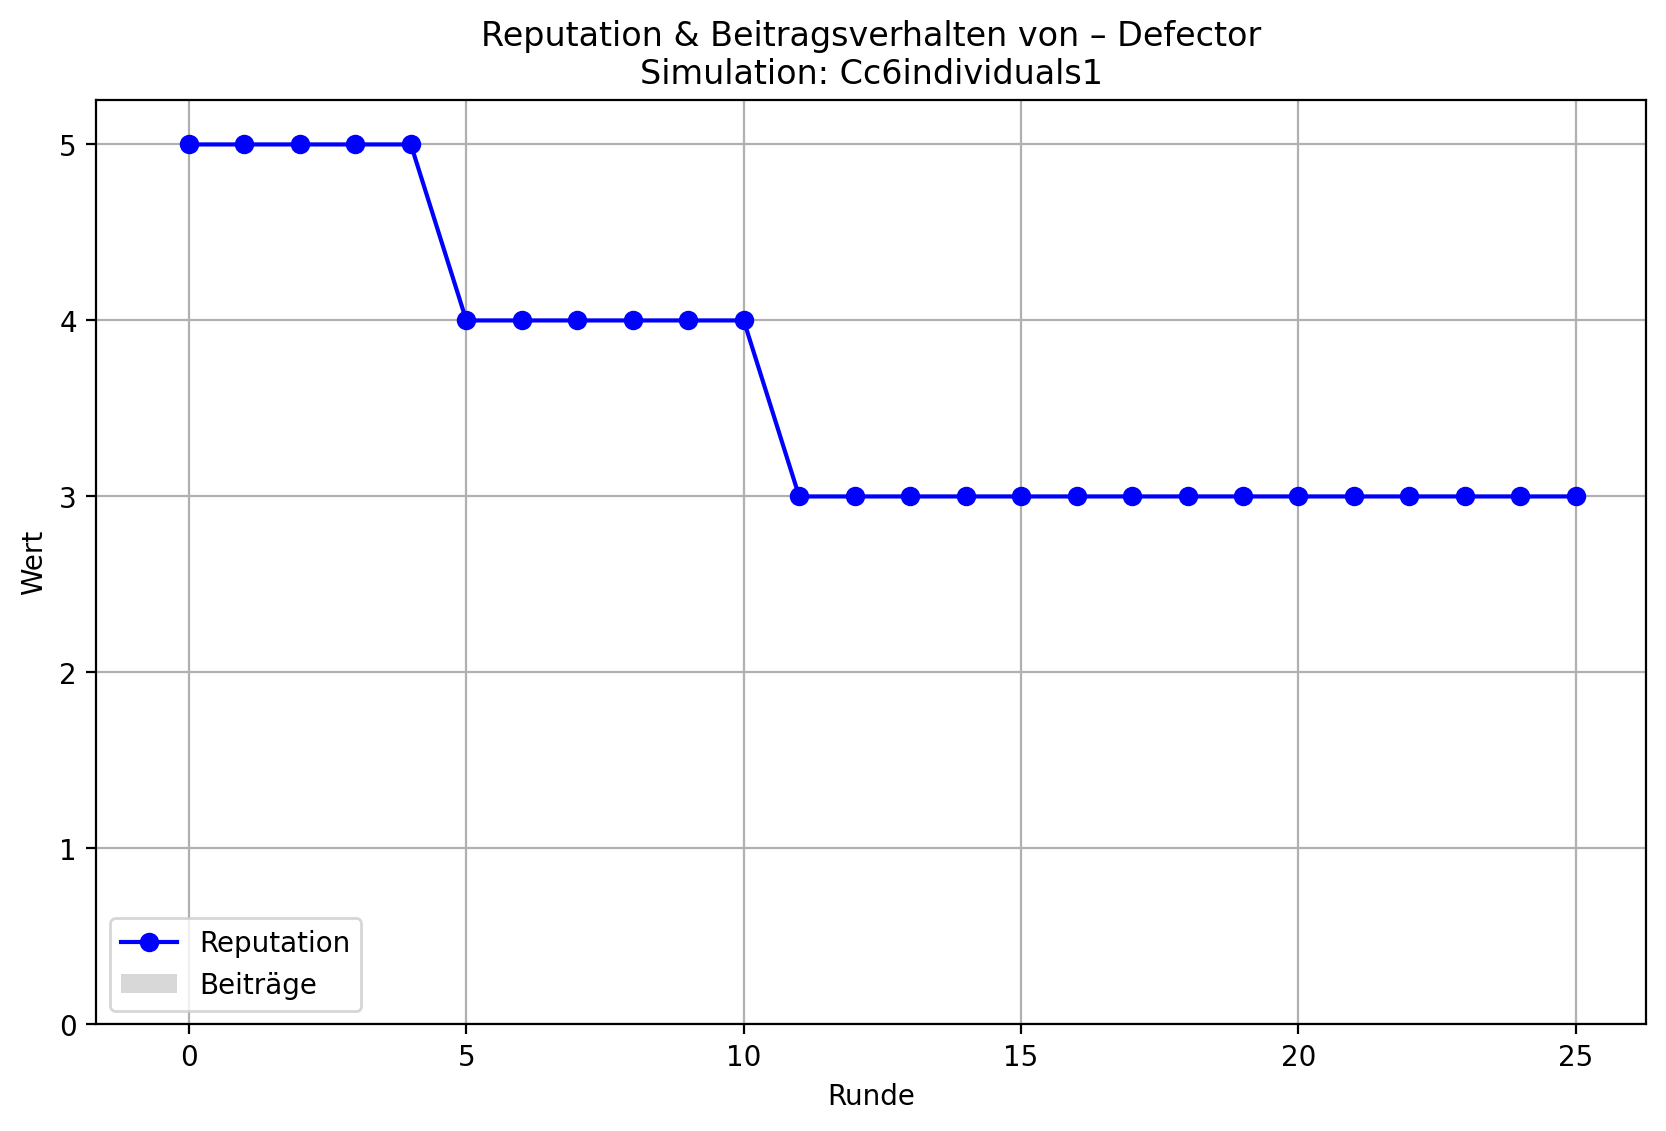 Reputation & Beitragsverhalten von – Defector
Simulation: Cc6individuals1
5
4
3
2
1
0
Wert
Reputation
Beiträge
0 5 10 15 20 25
Runde